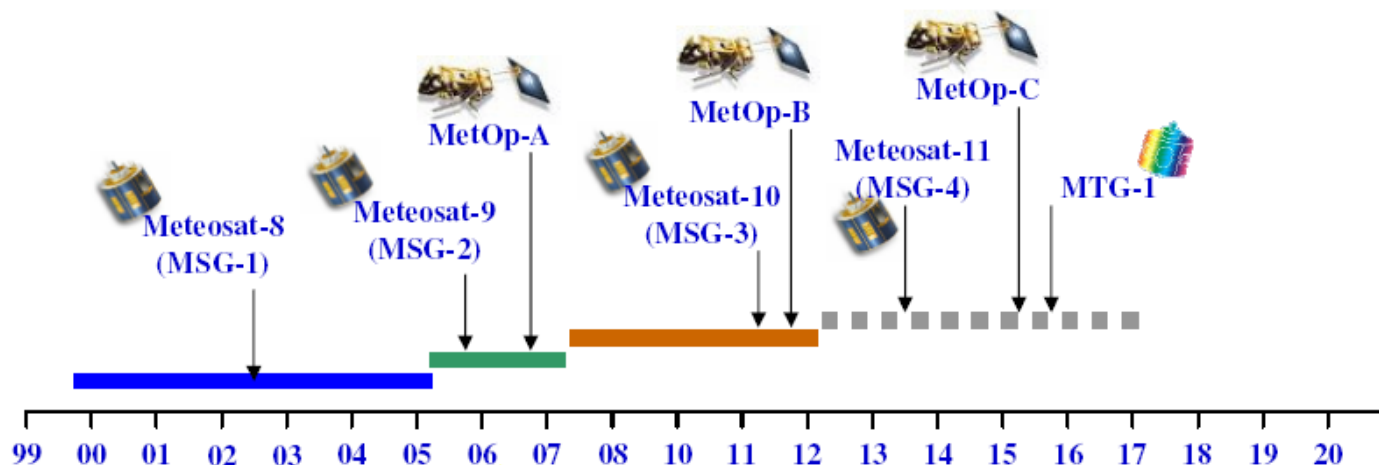 MetOp-C
MetOp-B
MetOp-A
Meteosat-11
(MSG-4)
MTG-1
Meteosat-10
(MSG-3)
Meteosat-9
(MSG-2)
Meteosat-8
(MSG-1)
99 00 01 02 03 04 05 06 07 08 09 10 11 12 13 14 15 16 17 18 19 20